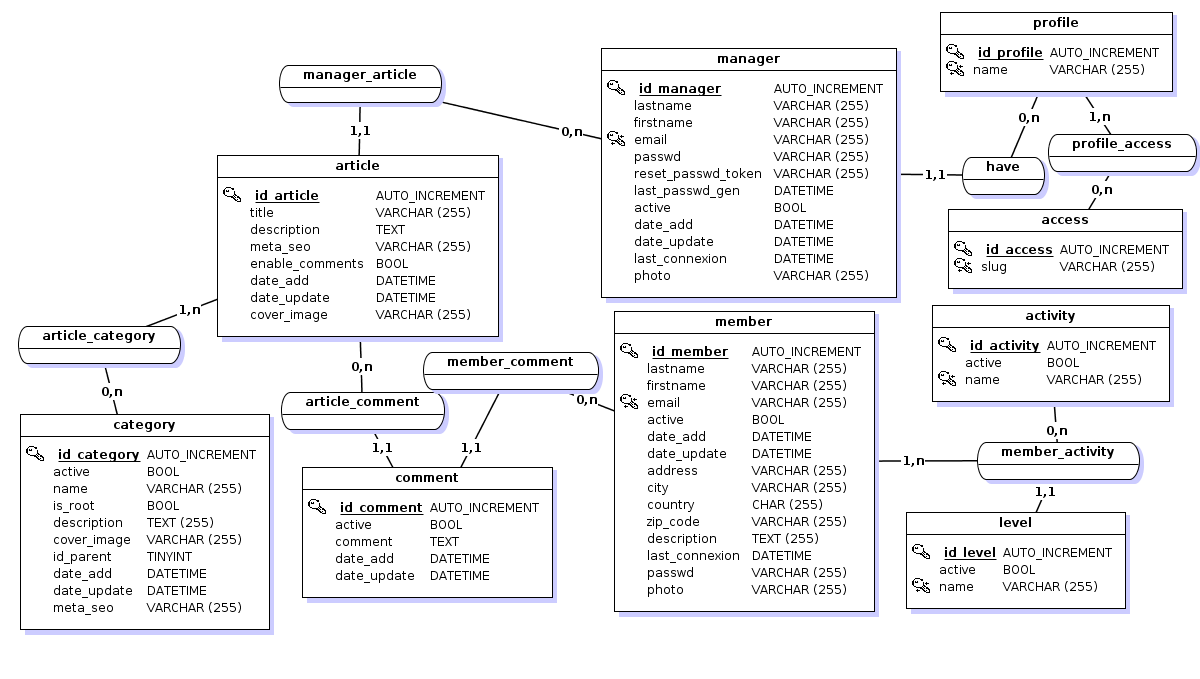 profile
id_profile AUTO_INCREMENT
name VARCHAR (255)
manager_article
manager
id_manager AUTO_INCREMENT
lastname VARCHAR (255)
firstname VARCHAR (255)
email VARCHAR (255)
passwd VARCHAR (255)
reset_passwd_token VARCHAR (255)
last_passwd_gen DATETIME
active BOOL
date_add DATETIME
date_update DATETIME
last_connexion DATETIME
photo VARCHAR (255)
0,n
1,n
1,1
0,n
profile_access
have
1,1
0,n
access
id_access AUTO_INCREMENT
slug VARCHAR (255)
article
id_article AUTO_INCREMENT
title VARCHAR (255)
description TEXT
meta_seo VARCHAR (255)
enable_comments BOOL
date_add DATETIME
date_update DATETIME
cover_image VARCHAR (255)
1,n
article_category
0,n
category
id_category AUTO_INCREMENT
active BOOL
name VARCHAR (255)
is_root BOOL
description TEXT (255)
cover_image VARCHAR (255)
id_parent TINYINT
date_add DATETIME
date_update DATETIME
meta_seo VARCHAR (255)
0,n
article_comment
member_comment
0,n
1,1
1,1
comment
id_comment AUTO_INCREMENT
active BOOL
comment TEXT
date_add DATETIME
date_update DATETIME
member
id_member AUTO_INCREMENT
lastname VARCHAR (255)
firstname VARCHAR (255)
email VARCHAR (255)
active BOOL
date_add DATETIME
date_update DATETIME
address VARCHAR (255)
city VARCHAR (255)
country CHAR (255)
zip_code VARCHAR (255)
description TEXT (255)
last_connexion DATETIME
passwd VARCHAR (255)
photo VARCHAR (255)
activity
id_activity AUTO_INCREMENT
active BOOL
name VARCHAR (255)
0,n
member_activity
1,n
1,1
level
id_level AUTO_INCREMENT
active BOOL
name VARCHAR (255)